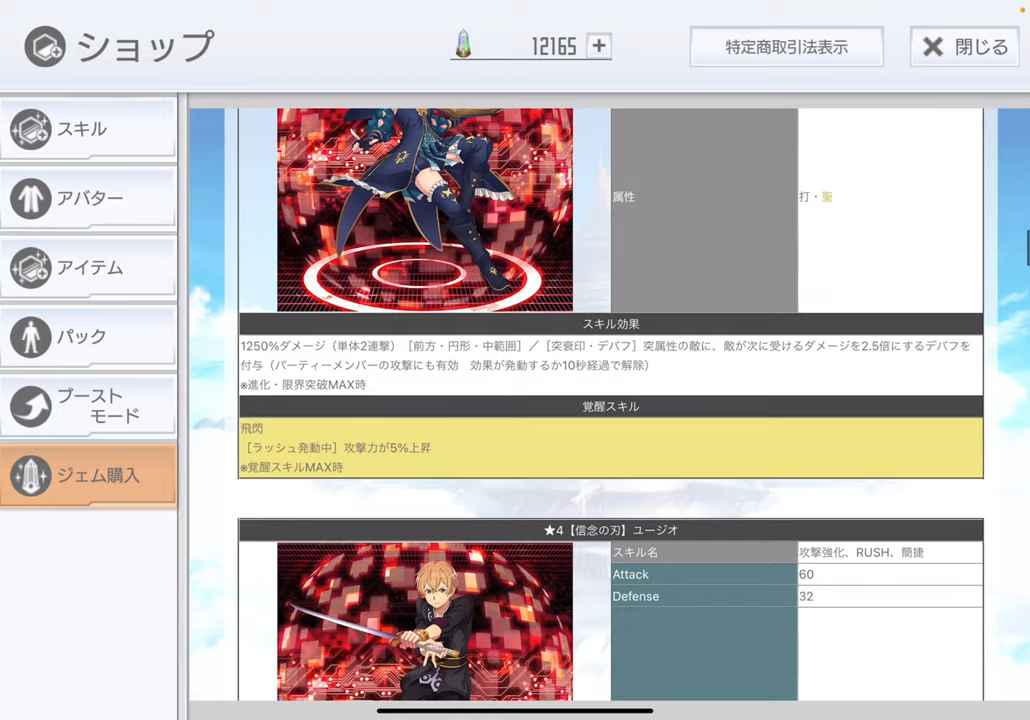 ショップ
12165
特定商取引法表示
閉じる
スキル
アバター
アイテム
パック
ブースト
モード
ジェム購入
属性
打・聖
スキル効果
1250%ダメージ（単体2連撃）［前方・円形・中範囲］／［突衰印・デバフ］突属性の敵に、敵が次に受けるダメージを2.5倍にするデバフを
付与（パーティーメンバーの攻撃にも有効　効果が発動するか10秒経過で解除）
※進化・限界突破MAX時
覚醒スキル
飛閃
［ラッシュ発動中］攻撃力が5%上昇
※覚醒スキルMAX時
★4【信念の刃】ユージオ
スキル名
攻撃強化、RUSH、簡捷
Attack
60
Defense
32